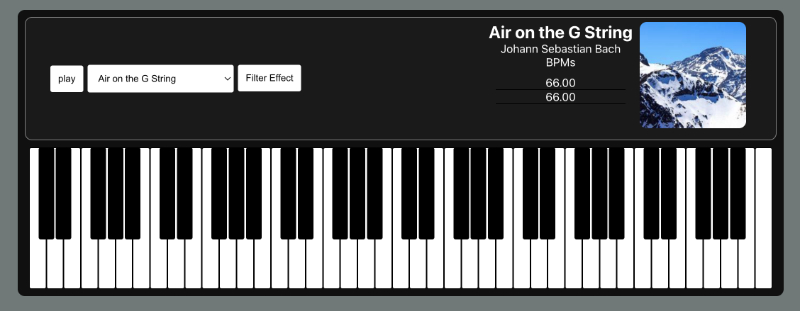 play
Air on the G String
Filter Effect
Air on the G String
Johann Sebastian Bach
BPMs
66.00
66.00